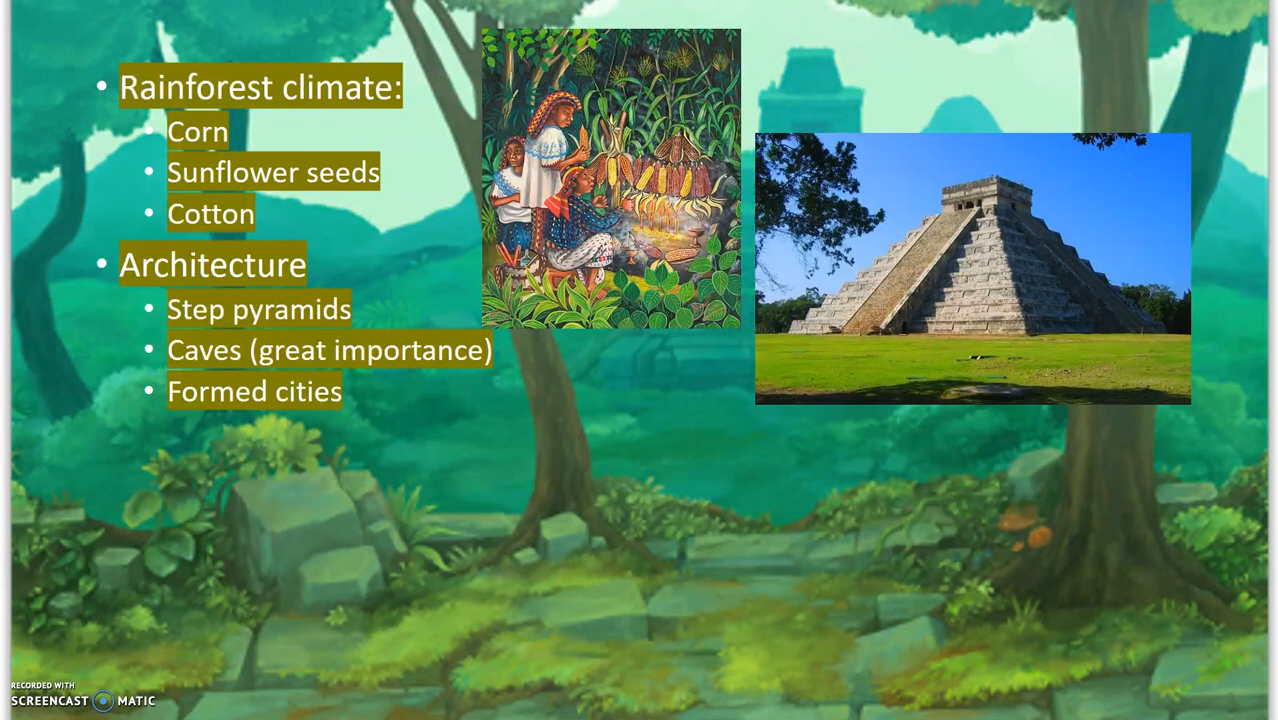 • Rainforest climate:
• Corn
• Sunflower seeds
• Cotton
• Architecture
• Step pyramids
• Caves (great importance)
• Formed cities
RECORDED WITH
SCREENCAST MATIC